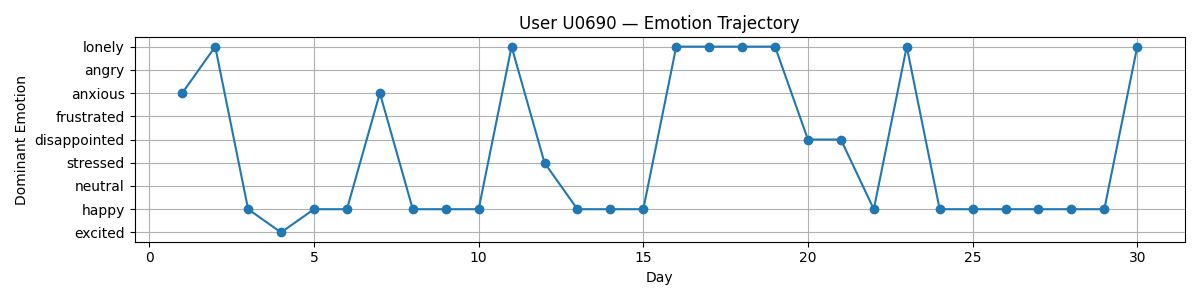 User U0690 — Emotion Trajectory
Dominant Emotion
lonely
angry
anxious
frustrated
disappointed
stressed
neutral
happy
excited
0 5 10 15 20 25 30
Day